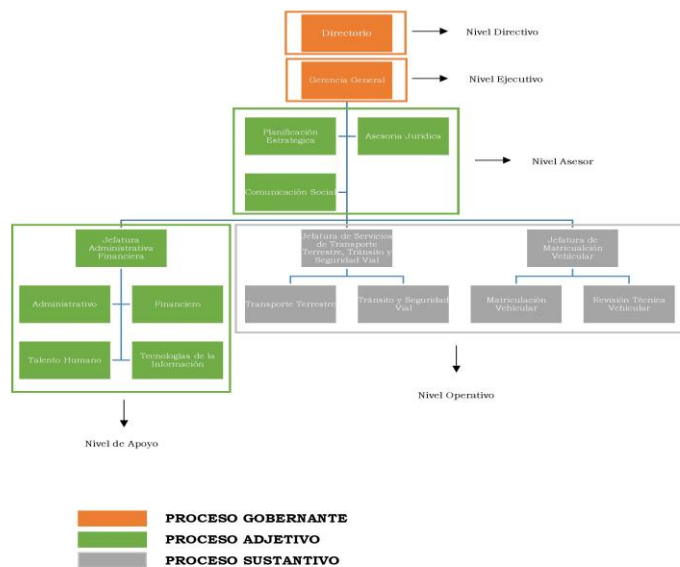 Directorio
Nivel Directivo
Gerencia General
Nivel Ejecutivo
Planificación
Estratégica
Asesoria Juridica
Comunicación Social
Nivel Asesor
Jefatura
Administrativa
Financiera
Administrativo
Financiero
Talento Humano
Tecnologías de la
Información
Nivel de Apoyo
Jefatura de Servicios
de Transporte
Terrestre, Tránsito y
Seguridad Vial
Transporte Terrestre
Tránsito y Seguridad
Vial
Jefatura de
Matricualción
Vehicular
Matriculación
Vehicular
Revisión Técnica
Vehicular
Nivel Operativo
PROCESO GOBERNANTE
PROCESO ADJETIVO
PROCESO SUSTANTIVO